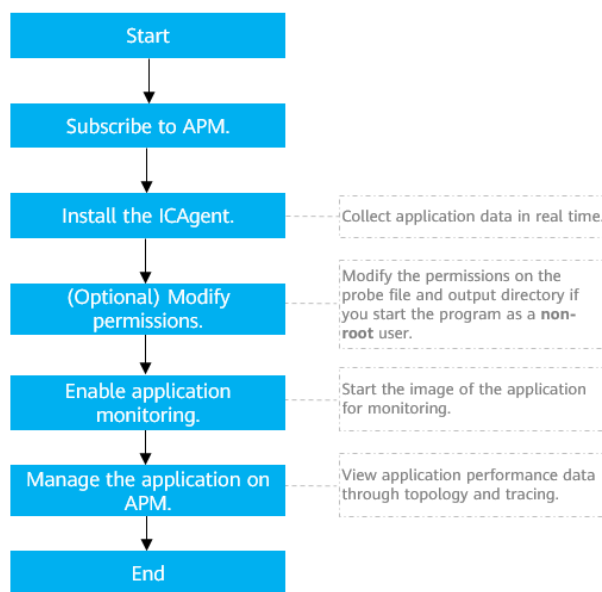 Start
Subscribe to APM.
Install the ICAgent.
Collect application data in real time.
(Optional) Modify
permissions.
Modify the permissions on the
probe file and output directory if
you start the program as a non-
root user.
Enable application
monitoring.
Start the image of the application
for monitoring.
Manage the application on
APM.
View application performance data
through topology and tracing.
End